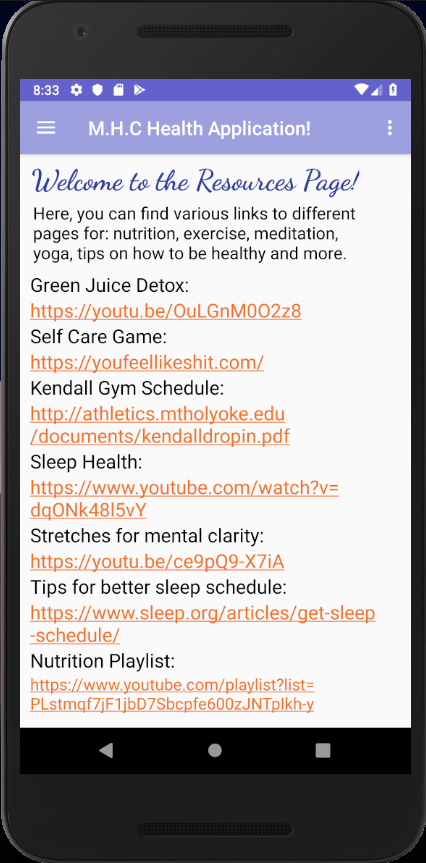 8:33
M.H.C Health Application!
Welcome to the Resources Page!
Here, you can find various links to different
pages for: nutrition, exercise, meditation,
yoga, tips on how to be healthy and more.
Green Juice Detox:
https://youtu.be/OuLGnM0O2z8
Self Care Game:
https://youfeellikeshit.com/
Kendall Gym Schedule:
http://athletics.mtholyoke.edu
/documents/kendalldropin.pdf
Sleep Health:
https://www.youtube.com/watch?v=
dqONk48l5vY
Stretches for mental clarity:
https://youtu.be/ce9pQ9-X7iA
Tips for better sleep schedule:
https://www.sleep.org/articles/get-sleep
-schedule/
Nutrition Playlist:
https://www.youtube.com/playlist?list=
PLstmqf7jF1jbD7Sbcpfe600zJNTpIkh-y